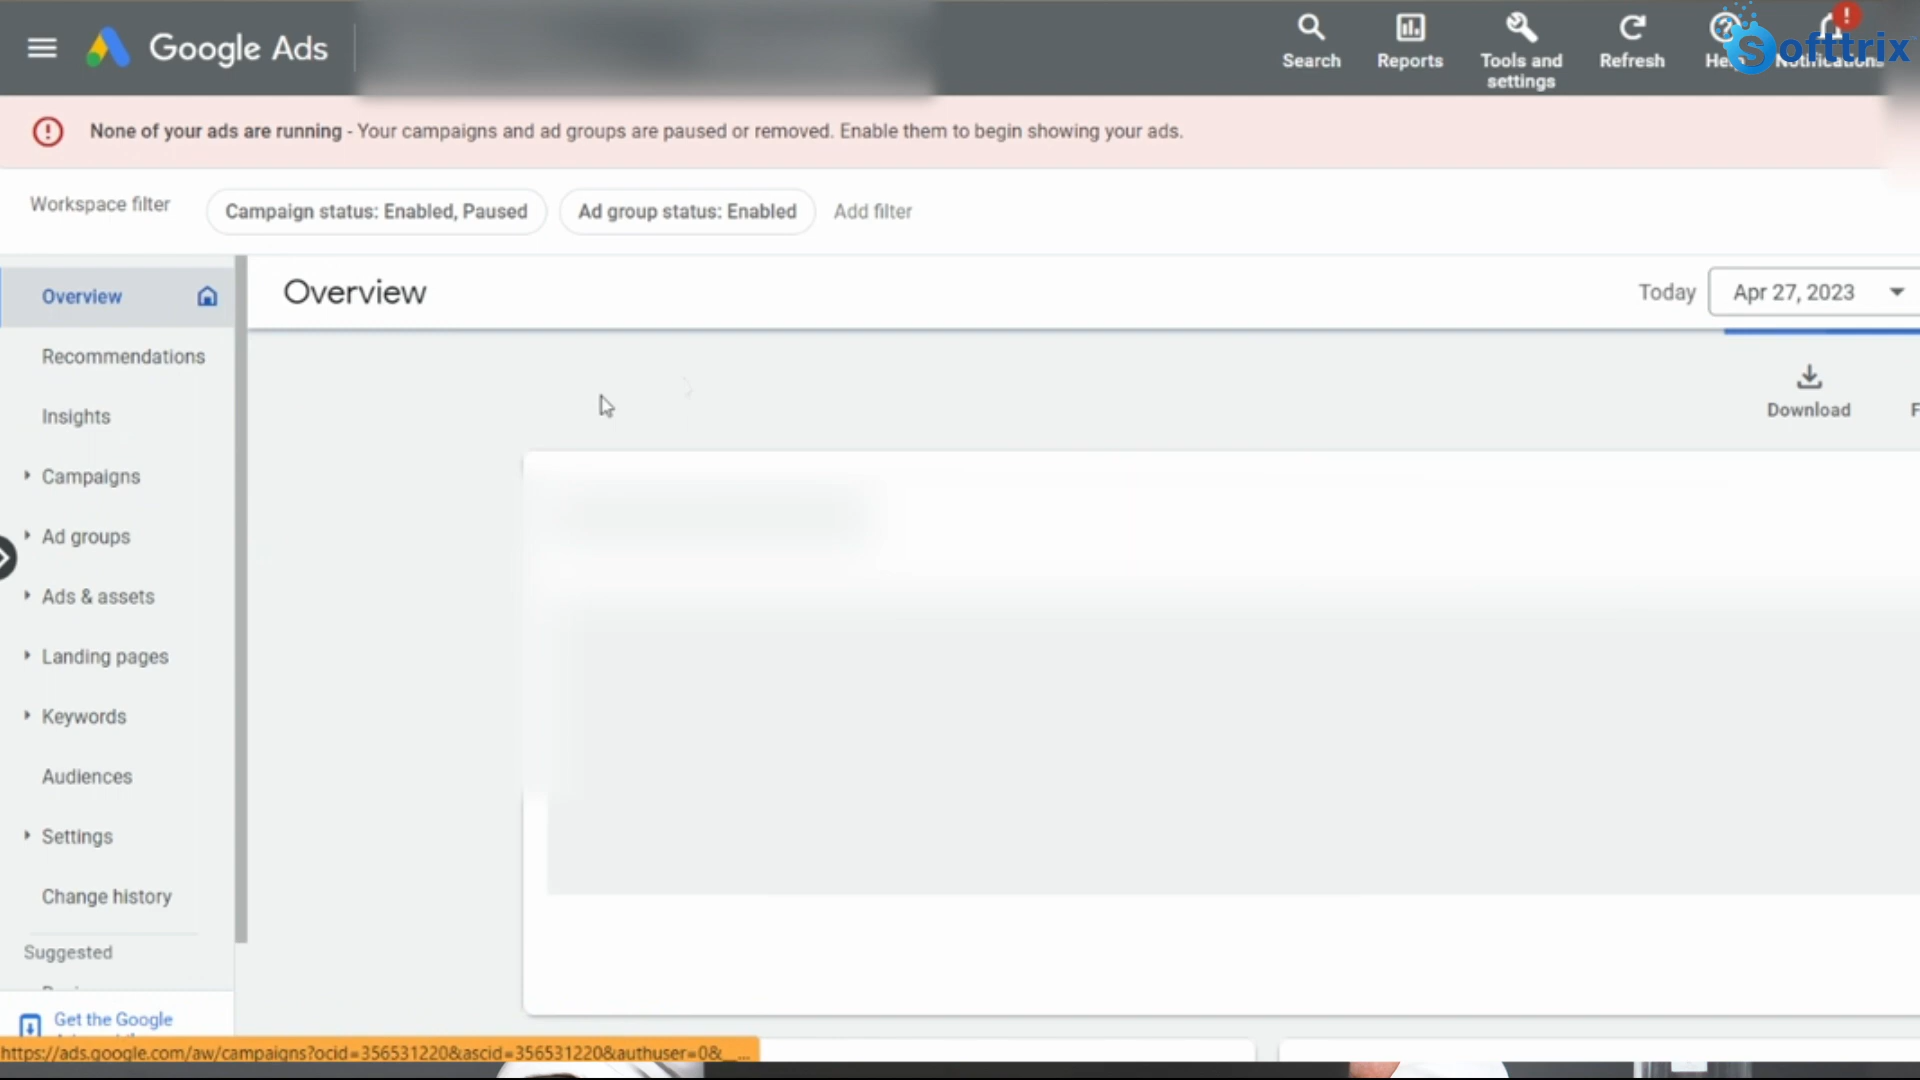 Google Ads
Search
Reports
Tools and
settings
Refresh
Help
Notifications
Softtrix
None of your ads are running - Your campaigns and ad groups are paused or removed. Enable them to begin showing your ads.
Workspace filter
Campaign status: Enabled, Paused
Ad group status: Enabled
Add filter
Overview
Overview
Today
Apr 27, 2023
Recommendations
Insights
Download
F
Campaigns
Ad groups
Ads & assets
Landing pages
Keywords
Audiences
Settings
Change history
Suggested
Get the Google
https://ads.google.com/aw/campaigns?ocid=356531220&ascid=356531220&authuser=0&__...